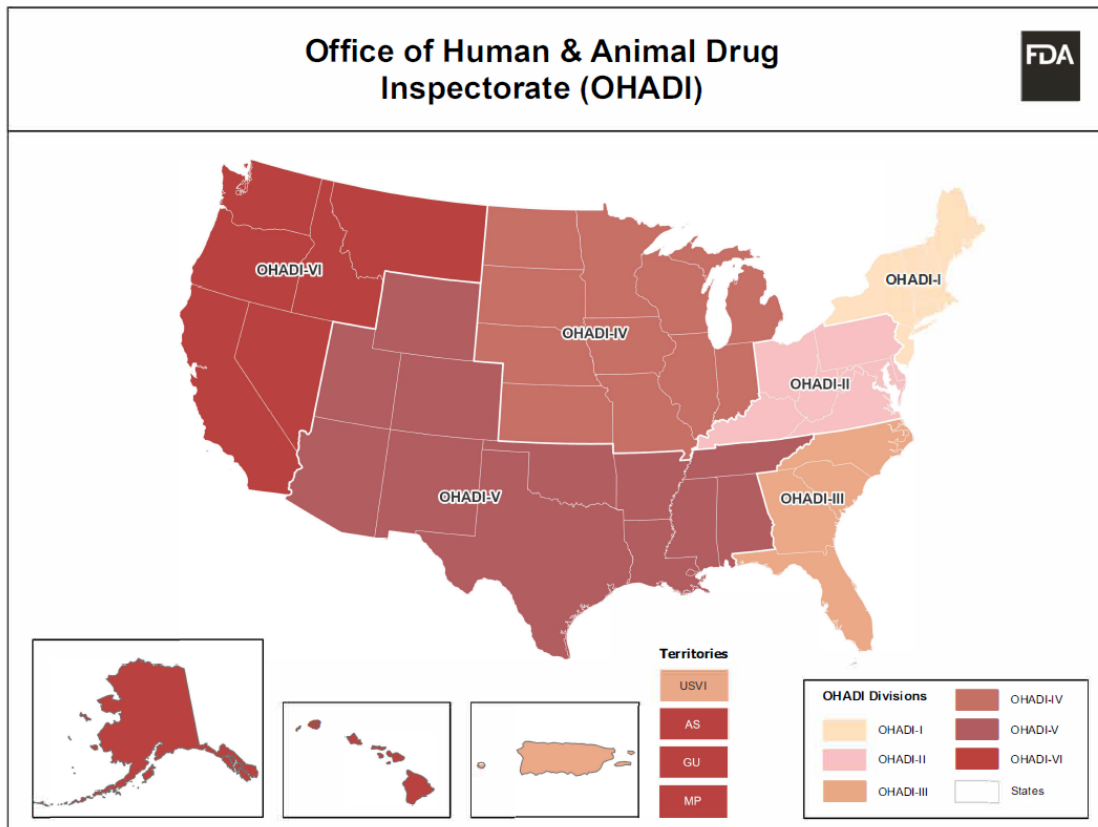 Office of Human & Animal Drug
Inspectorate (OHADI)
FDA
OHADI-VI
OHADI-I
OHADI-IV
OHADI-II
OHADI-V
OHADI-III
Territories
USVI
AS
GU
MP
OHADI Divisions
OHADI-I
OHADI-II
OHADI-III
OHADI-IV
OHADI-V
OHADI-VI
States